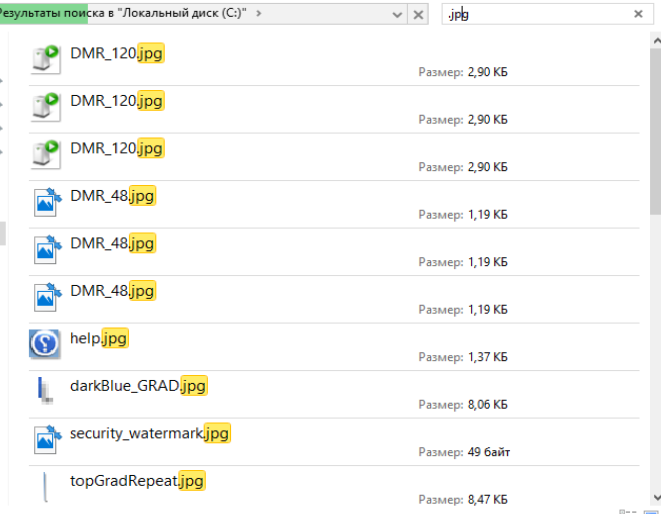 Результаты поиска в "Локальный диск (C:)"
.jpg
DMR_120.jpg
Размер: 2,90 КБ
DMR_120.jpg
Размер: 2,90 КБ
DMR_120.jpg
Размер: 2,90 КБ
DMR_48.jpg
Размер: 1,19 КБ
DMR_48.jpg
Размер: 1,19 КБ
DMR_48.jpg
Размер: 1,19 КБ
help.jpg
Размер: 1,37 КБ
darkBlue_GRAD.jpg
Размер: 8,06 КБ
security_watermark.jpg
Размер: 49 байт
topGradRepeat.jpg
Размер: 8,47 КБ